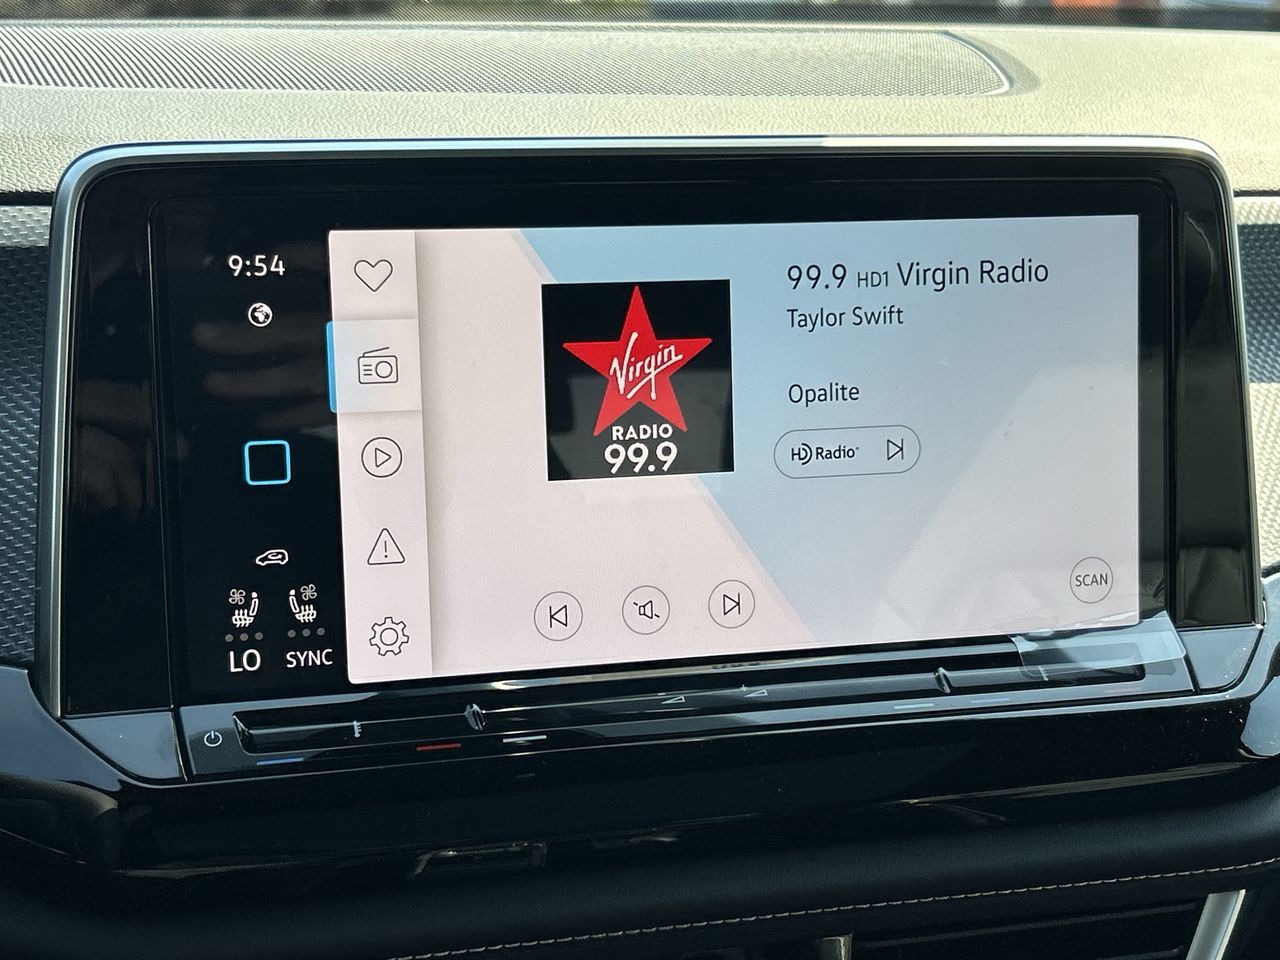 9:54
99.9 HD1 Virgin Radio
Taylor Swift
Virgin
RADIO
99.9
Opalite
HD Radio
SCAN
LO
SYNC